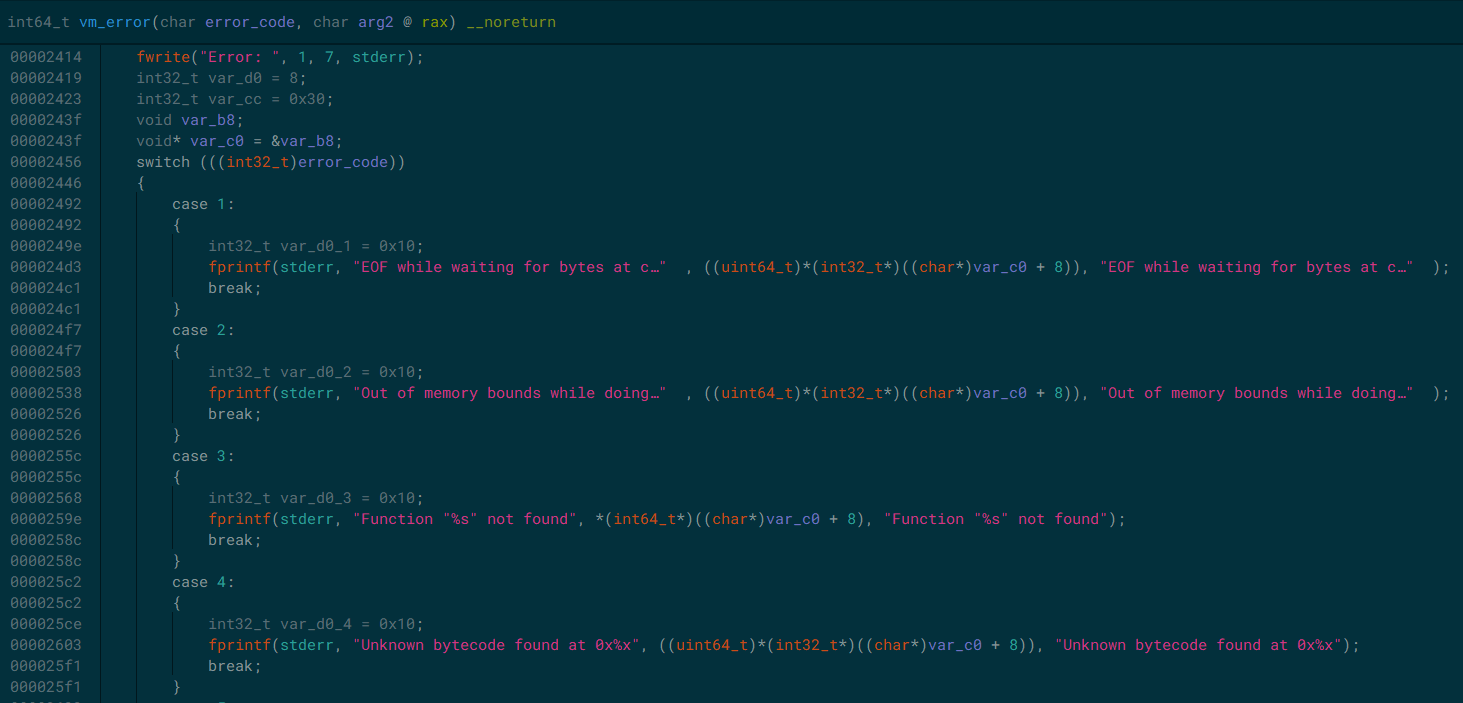 int64_t vm_error(char error_code, char arg2 @ rax) __noreturn
00002414 fwrite("Error: ", 1, 7, stderr);
00002419 int32_t var_d0 = 8;
00002423 int32_t var_cc = 0x30;
0000243f void var_b8;
0000243f void* var_c0 = &var_b8;
00002456 switch (((int32_t)error_code))
00002446 {
00002492 case 1:
00002492 {
0000249e int32_t var_d0_1 = 0x10;
000024d3 fprintf(stderr, "EOF while waiting for bytes at c…" , ((uint64_t)*(int32_t*)((char*)var_c0 + 8)), "EOF while waiting for bytes at c…" );
000024c1 break;
000024c1 }
000024f7 case 2:
000024f7 {
00002503 int32_t var_d0_2 = 0x10;
00002538 fprintf(stderr, "Out of memory bounds while doing…" , ((uint64_t)*(int32_t*)((char*)var_c0 + 8)), "Out of memory bounds while doing…" );
00002526 break;
00002526 }
0000255c case 3:
0000255c {
00002568 int32_t var_d0_3 = 0x10;
0000259e fprintf(stderr, "Function "%s" not found", *(int64_t*)((char*)var_c0 + 8), "Function "%s" not found");
0000258c break;
0000258c }
000025c2 case 4:
000025c2 {
000025ce int32_t var_d0_4 = 0x10;
00002603 fprintf(stderr, "Unknown bytecode found at 0x%x", ((uint64_t)*(int32_t*)((char*)var_c0 + 8)), "Unknown bytecode found at 0x%x");
000025f1 break;
000025f1 }